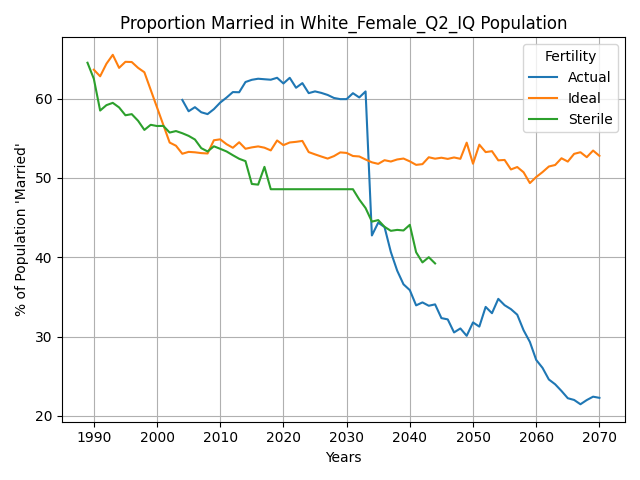 Proportion Married in White_Female_Q2_IQ Population
% of Population 'Married'
60
50
40
30
20
Fertility
Actual
Ideal
Sterile
1990 2000 2010 2020 2030 2040 2050 2060 2070
Years